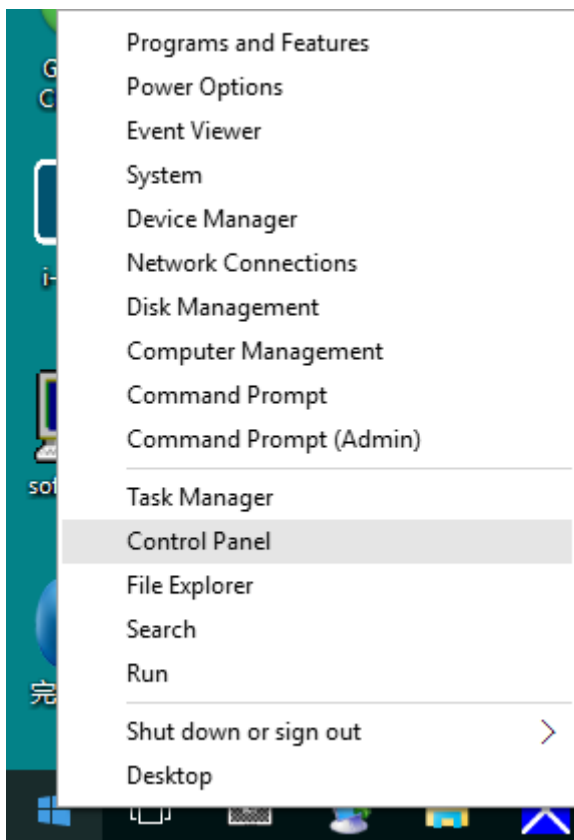 G
C
Programs and Features
Power Options
Event Viewer
System
Device Manager
i-
Network Connections
Disk Management
Computer Management
Command Prompt
Command Prompt (Admin)
Task Manager
Control Panel
File Explorer
Search
Run
完
Shut down or sign out
Desktop